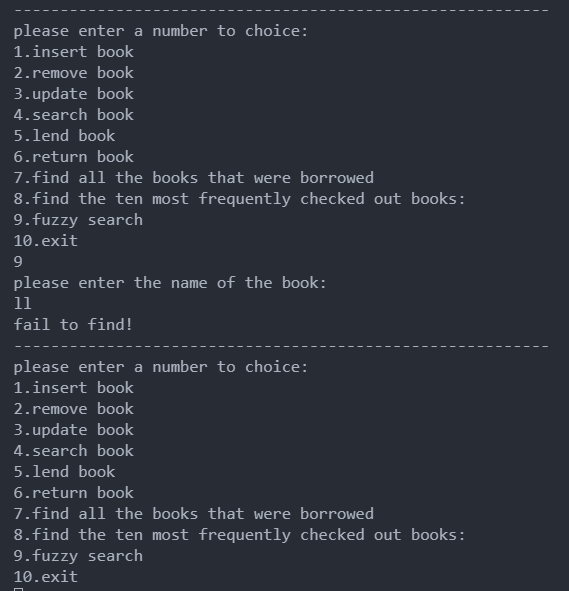 ----------------------------------------------------------
please enter a number to choice:
1.insert book
2.remove book
3.update book
4.search book
5.lend book
6.return book
7.find all the books that were borrowed
8.find the ten most frequently checked out books:
9.fuzzy search
10.exit
9
please enter the name of the book:
ll
fail to find!
----------------------------------------------------------
please enter a number to choice:
1.insert book
2.remove book
3.update book
4.search book
5.lend book
6.return book
7.find all the books that were borrowed
8.find the ten most frequently checked out books:
9.fuzzy search
10.exit